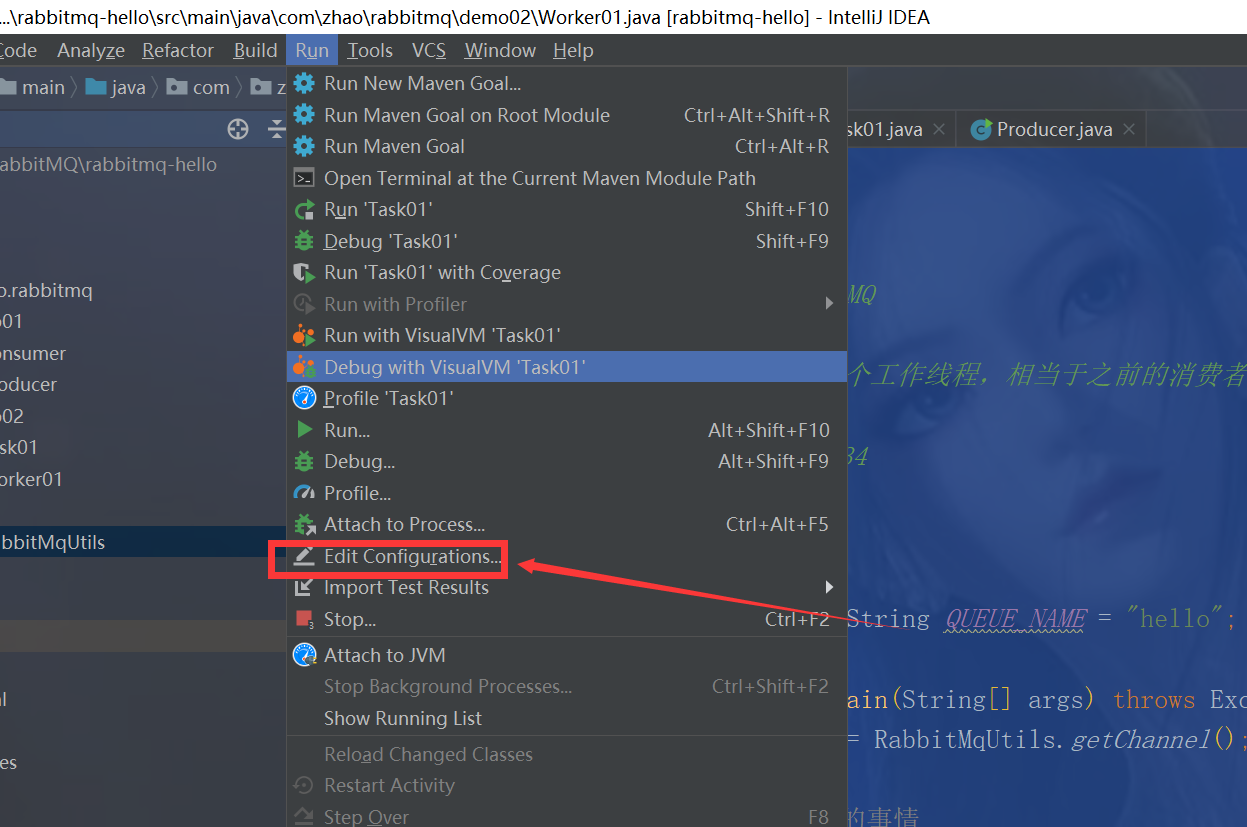 ...\rabbitmq-hello\src\main\java\com\zhao\rabbitmq\demo02\Worker01.java [rabbitmq-hello] - IntelliJ IDEA
Code Analyze Refactor Build Run Tools VCS Window Help
main java com z
Run New Maven Goal...
Run Maven Goal on Root Module Ctrl+Alt+Shift+R
sk01.java Producer.java
Run Maven Goal Ctrl+Alt+R
abbitMQ\rabbitmq-hello
Open Terminal at the Current Maven Module Path
Run 'Task01' Shift+F10
Debug 'Task01' Shift+F9
Run 'Task01' with Coverage
o.rabbitmq
MQ
Run with Profiler
o01
Run with VisualVM 'Task01'
onsumer
Debug with VisualVM 'Task01'
个工作线程，相当于之前的消费者
oducer
Profile 'Task01'
o02
Run... Alt+Shift+F10
sk01
Debug... Alt+Shift+F9
34
orker01
Profile...
Attach to Process... Ctrl+Alt+F5
bbitMqUtils
Edit Configurations...
Import Test Results
Stop... Ctrl+F2
String QUEUE_NAME = "hello";
Attach to JVM
Stop Background Processes... Ctrl+Shift+F2
al
ain(String[] args) throws Exc
Show Running List
= RabbitMqUtils.getChannel();
Reload Changed Classes
es
Restart Activity
Step Over F8
的事情